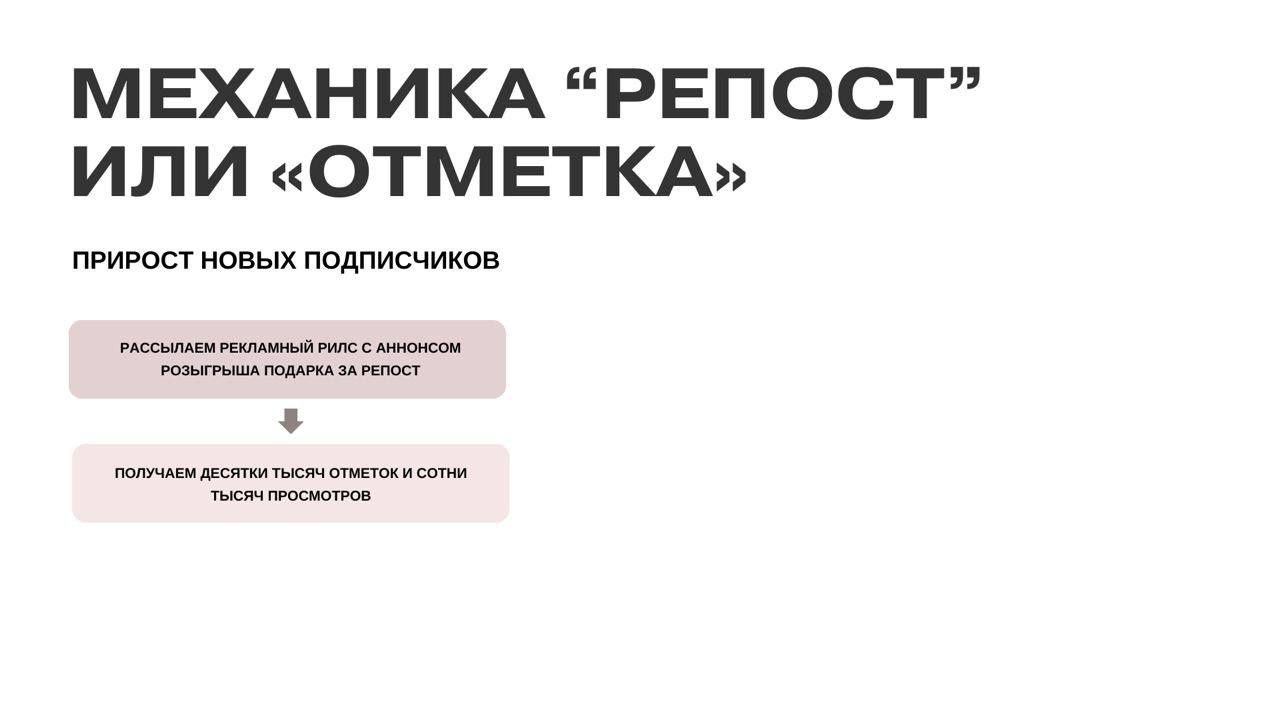 МЕХАНИКА “РЕПОСТ”
ИЛИ «ОТМЕТКА»
ПРИРОСТ НОВЫХ ПОДПИСЧИКОВ
РАССЫЛАЕМ РЕКЛАМНЫЙ РИЛС С АННОНСОМ
РОЗЫГРЫША ПОДАРКА ЗА РЕПОСТ
ПОЛУЧАЕМ ДЕСЯТКИ ТЫСЯЧ ОТМЕТОК И СОТНИ
ТЫСЯЧ ПРОСМОТРОВ